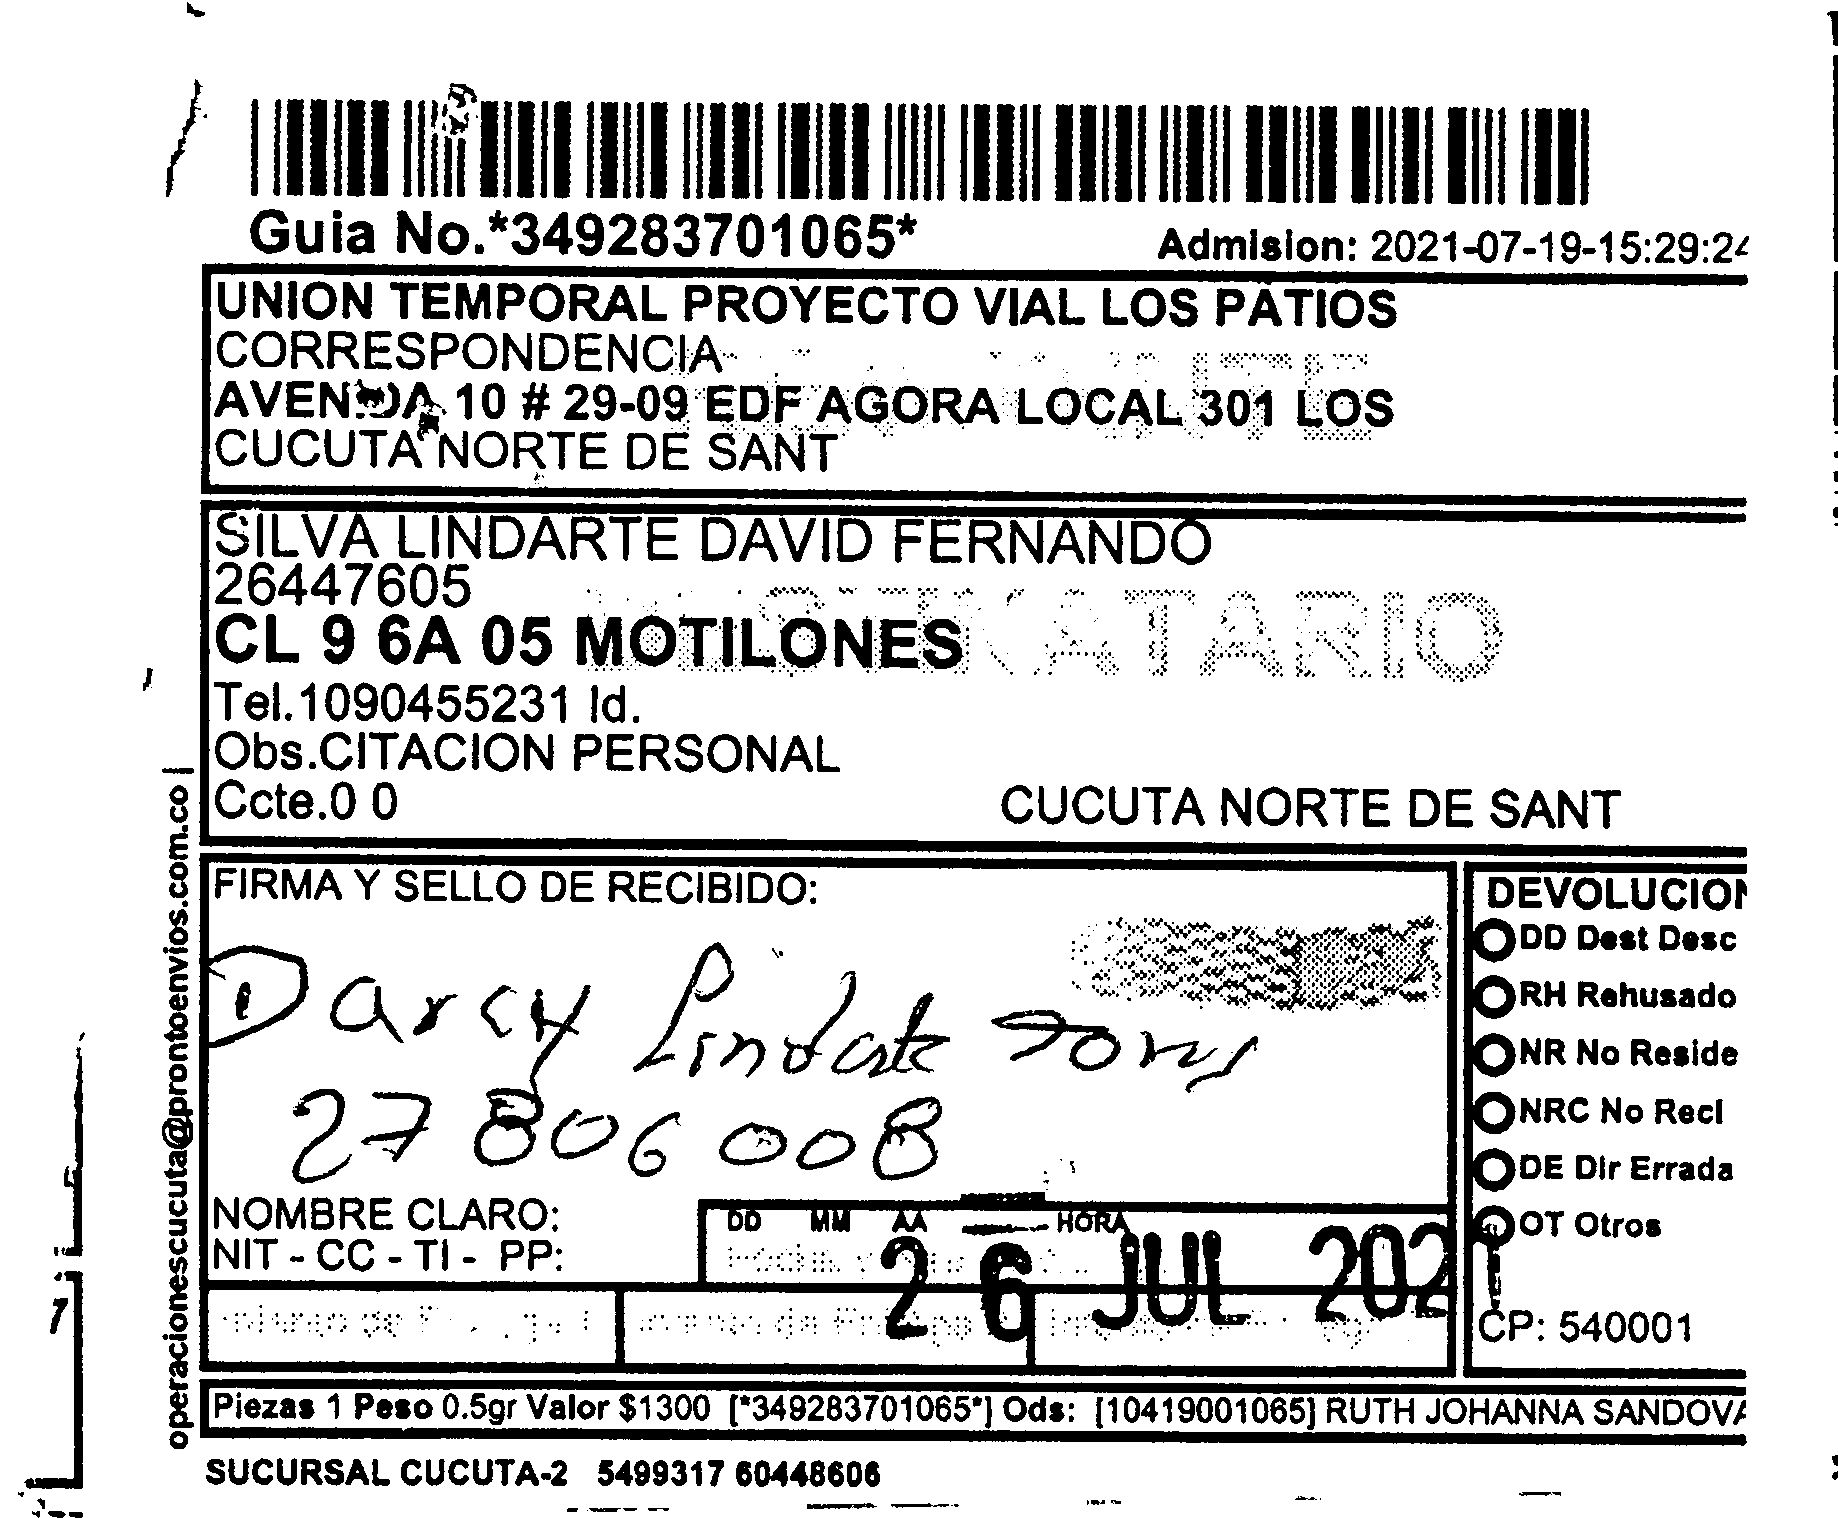 Guia No.*349283701065*
Admision: 2021-07-19-15:29:24
UNION TEMPORAL PROYECTO VIAL LOS PATIOS
CORRESPONDENCIA
AVENIDA 10 # 29-09 EDF AGORA LOCAL 301 LOS
CUCUTA NORTE DE SANT
SILVA LINDARTE DAVID FERNANDO
26447605
CL 9 6A 05 MOTILONES
Tel.1090455231 Id.
Obs.CITACION PERSONAL
Ccte.0 0
CUCUTA NORTE DE SANT
operacionescucuta@prontoenvios.com.co |
FIRMA Y SELLO DE RECIBIDO:
Darcy Lindarte
27806008
NOMBRE CLARO:
NIT - CC - TI - PP:
DD MM AA HORA
26 JUL 202
DEVOLUCION
DD Dest Desc
RH Rehusado
NR No Reside
NRC No Reci
DE Dir Errada
OT Otros
CP: 540001
Piezas 1 Peso 0.5gr Valor $1300 [*349283701065*] Ods: [10419001065] RUTH JOHANNA SANDOVA
SUCURSAL CUCUTA-2 5499317 60448606